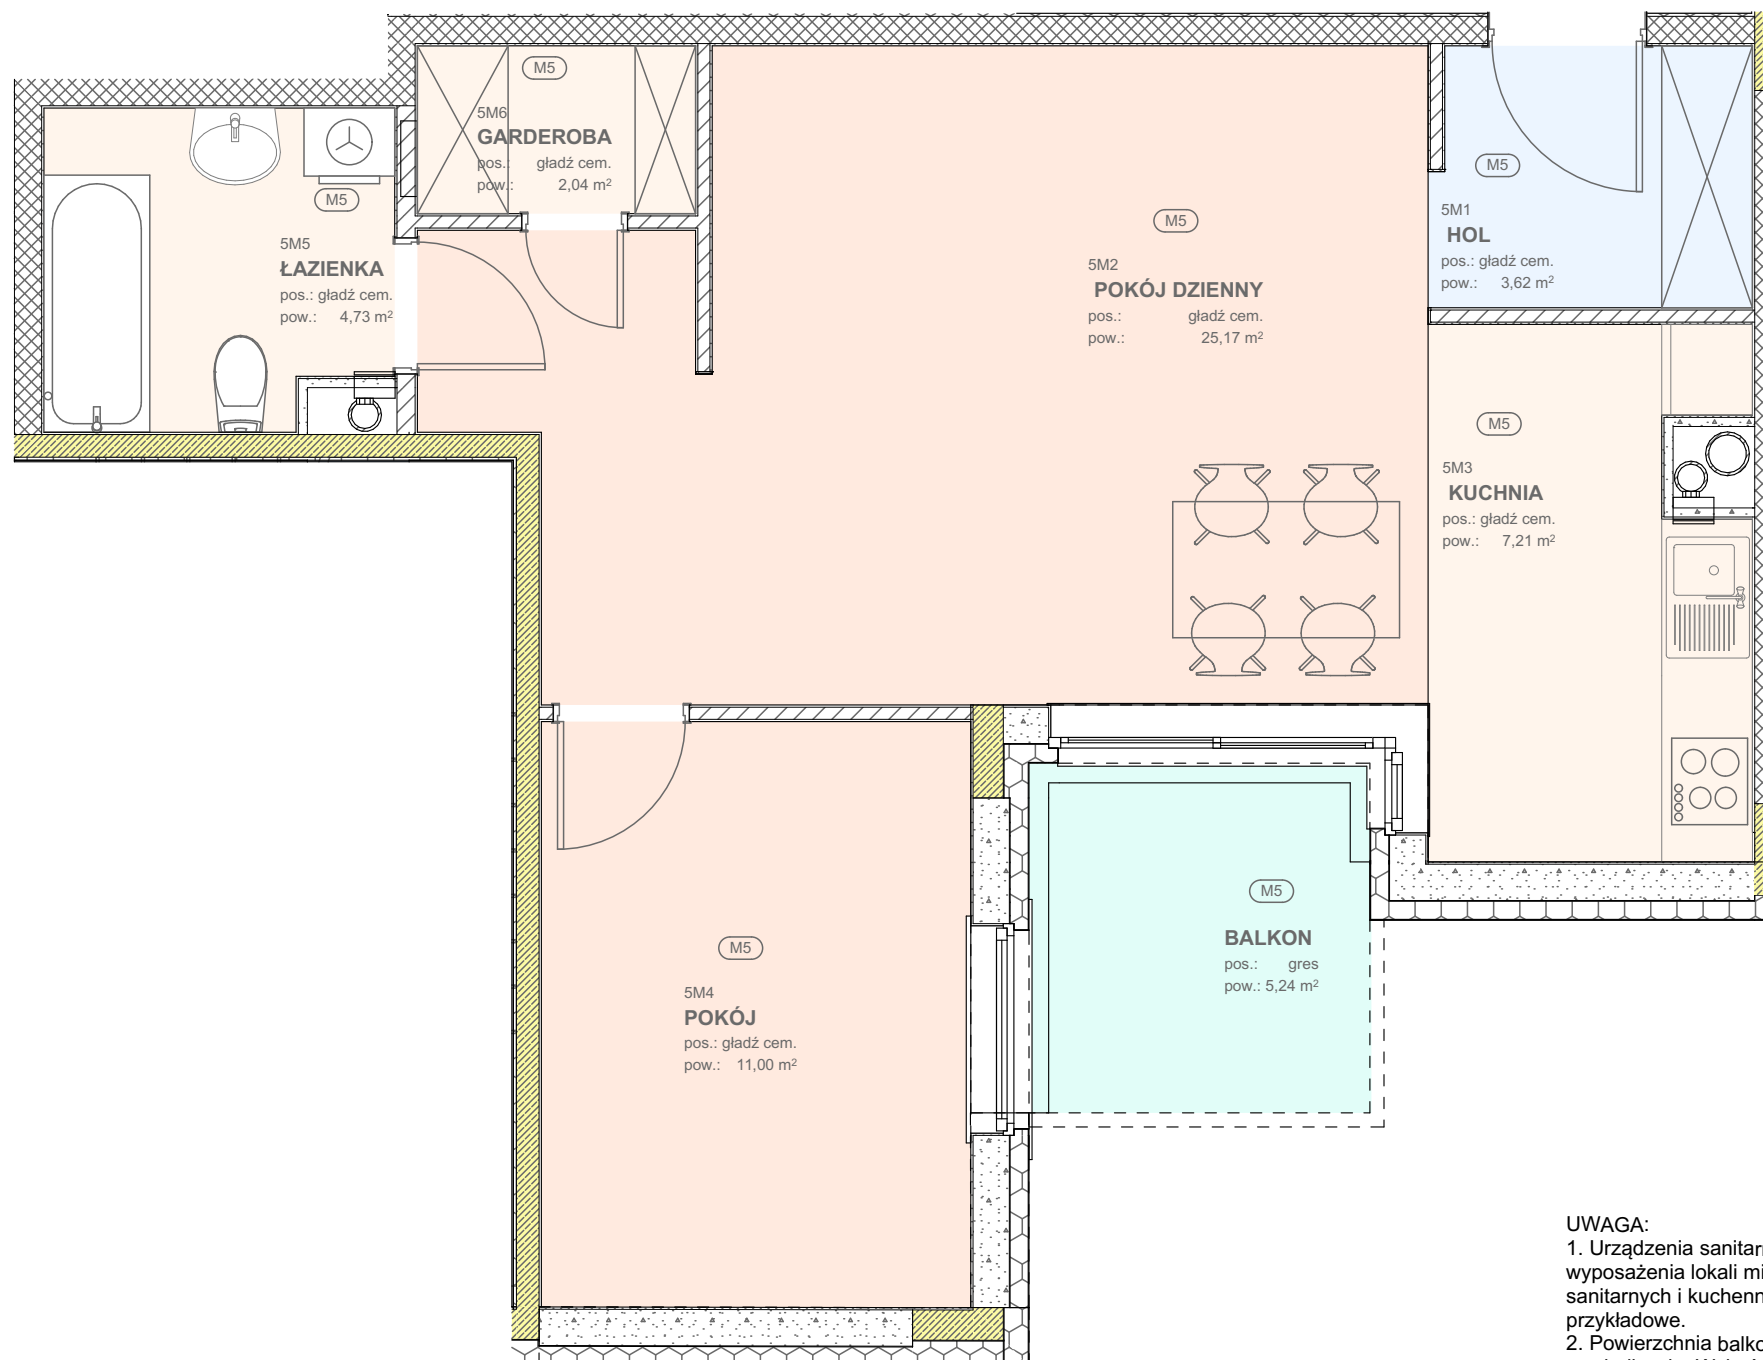 M5
5M6
GARDEROBA
pos.: gładź cem.
pow.: 2,04 m²
M5
5M5
ŁAZIENKA
pos.: gładź cem.
pow.: 4,73 m²
M5
5M2
POKÓJ DZIENNY
pos.: gładź cem.
pow.: 25,17 m²
M5
5M1
HOL
pos.: gładź cem.
pow.: 3,62 m²
M5
5M3
KUCHNIA
pos.: gładź cem.
pow.: 7,21 m²
M5
5M4
POKÓJ
pos.: gładź cem.
pow.: 11,00 m²
M5
BALKON
pos.: gres
pow.: 5,24 m²
UWAGA:
1. Urządzenia sanitar
wyposażenia lokali mi
sanitarnych i kuchenn
przykładowe.
2. Powierzchnia balko